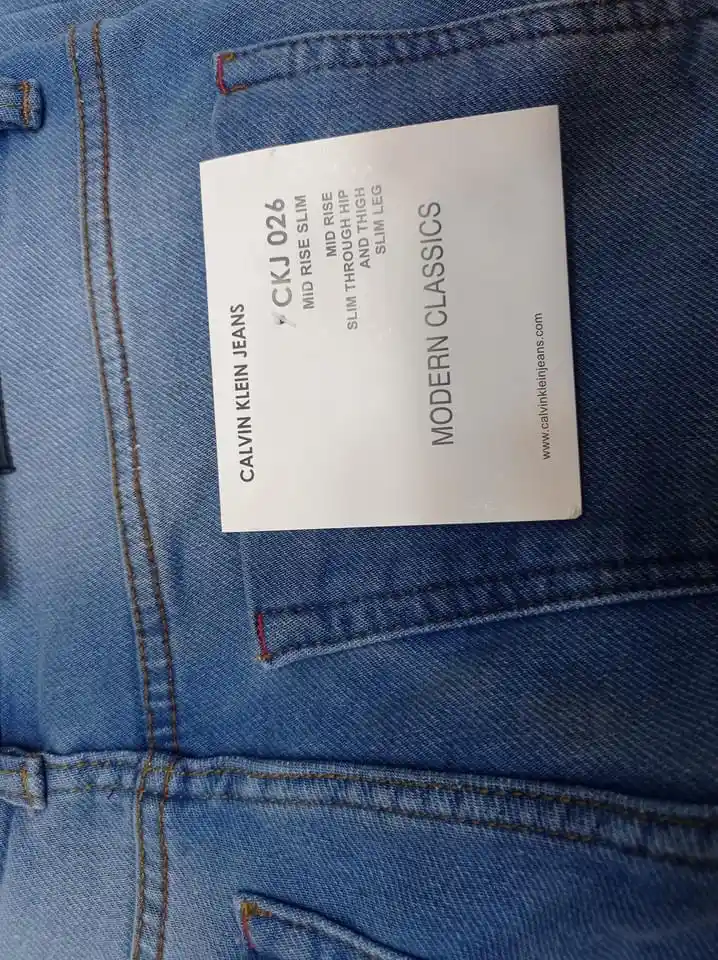 CALVIN KLEIN JEANS
CKJ 026
MiD RISE SLIM
MID RISE
SLIM THROUGH HIP
AND THIGH
SLIM LEG
MODERN CLASSICS
www.calvinkleinjeans.com